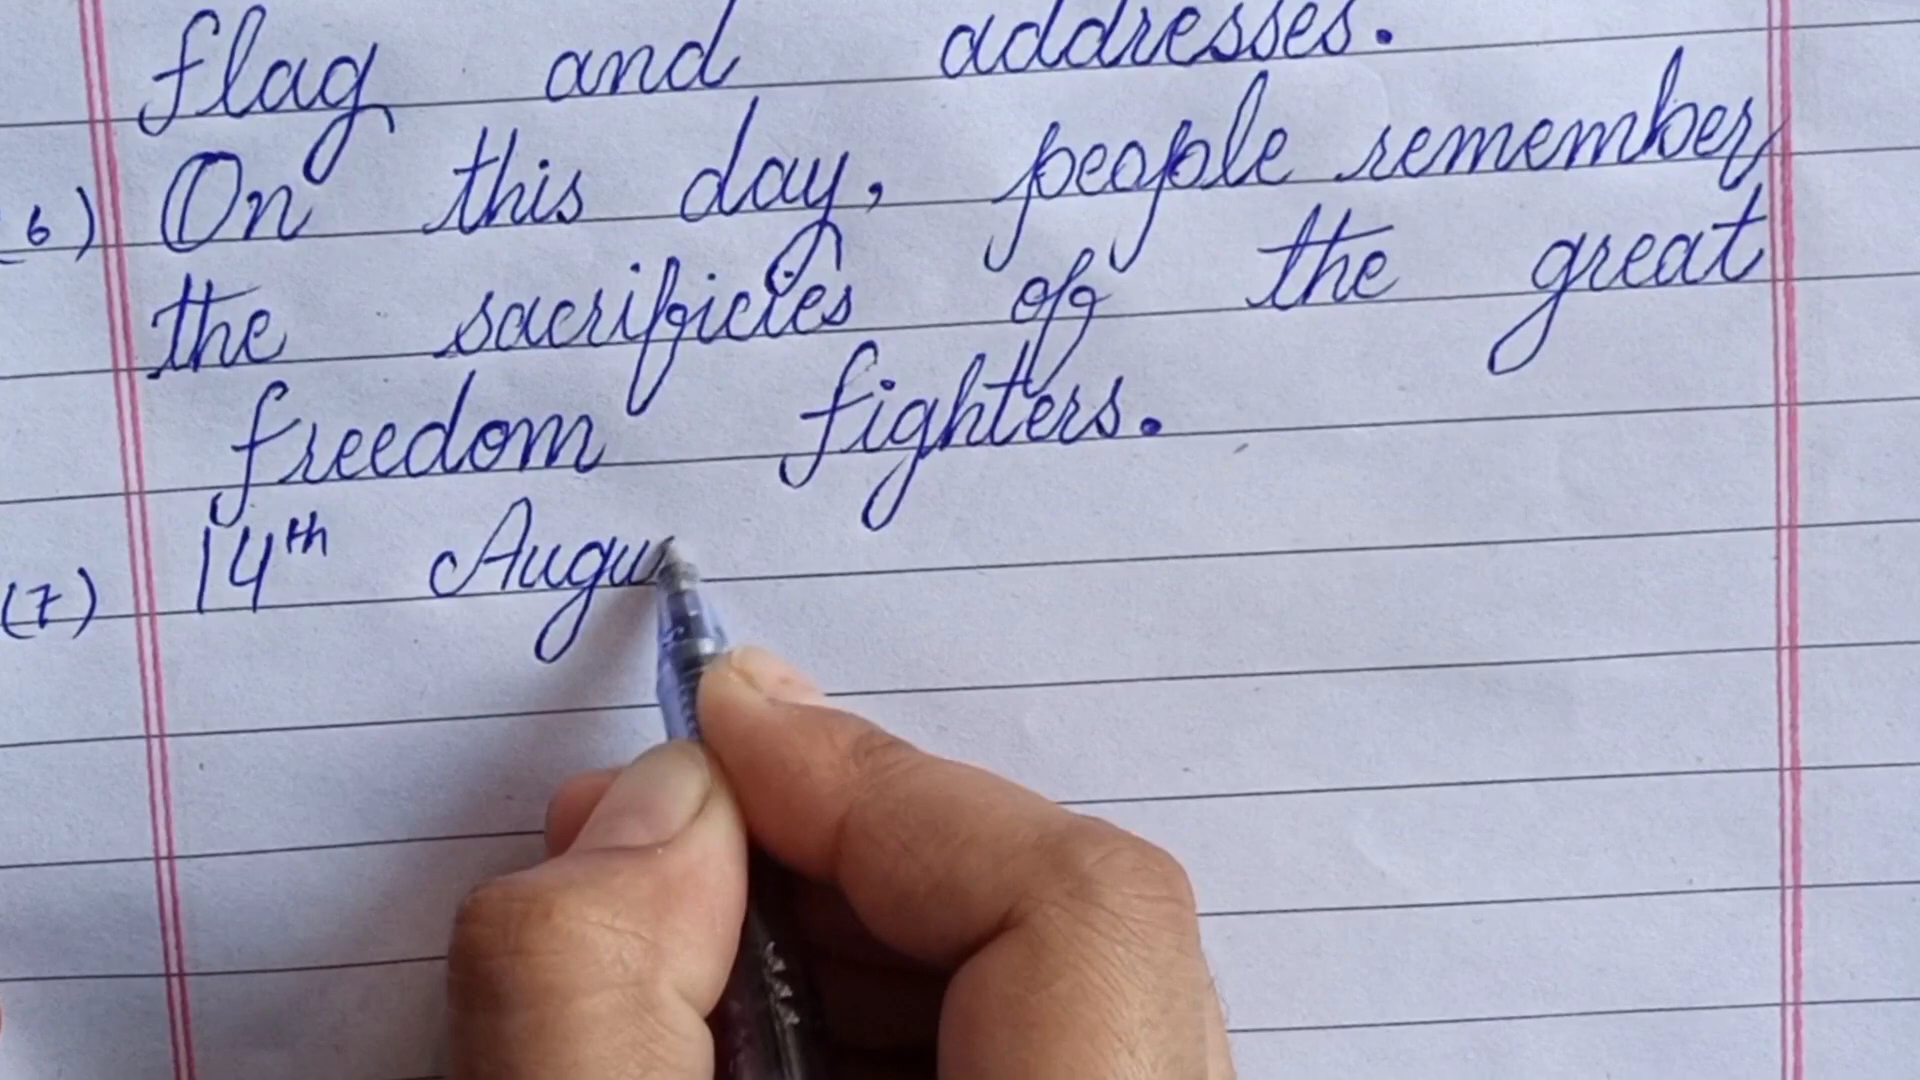 flag and addresses.
(6) On this day, people remember
the sacrificies of the great
freedom fighters.
(7) 14th Augu